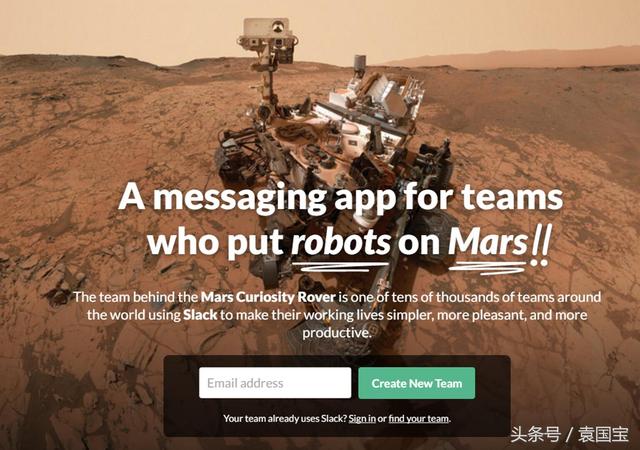 A messaging app for teams
who put robots on Mars!!
The team behind the Mars Curiosity Rover is one of tens of thousands of teams around
the world using Slack to make their working lives simpler, more pleasant, and more
productive.
Email address
Create New Team
Your team already uses Slack? Sign in or find your team.
头条号 / 袁国宝